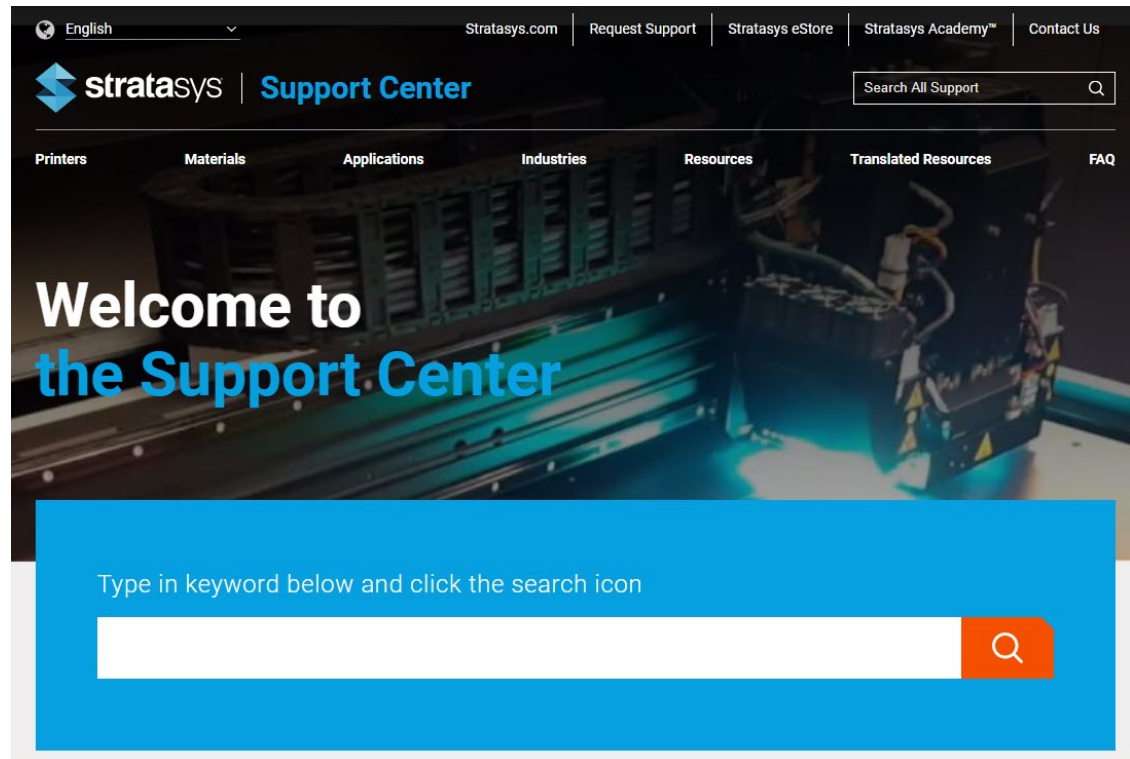 English
Stratasys.com Request Support Stratasys eStore Stratasys Academy™ Contact Us
stratasys Support Center
Search All Support
Printers Materials Applications Industries Resources Translated Resources FAQ
Welcome to
the Support Center
Type in keyword below and click the search icon